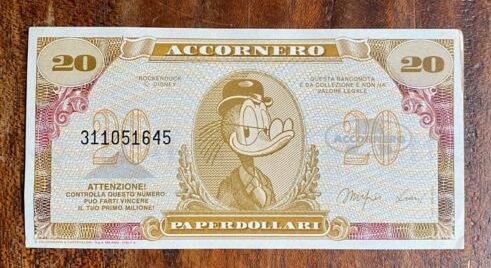 20 ACCORNERO 20
ROCKERDUCK
© DISNEY
QUESTA BANCONOTA
È DA COLLEZIONE E NON HA
VALORE LEGALE
311051645
20
20
ATTENZIONE!
CONTROLLA QUESTO NUMERO
PUÒ FARTI VINCERE
IL TUO PRIMO MILIONE!
PAPERDOLLARI